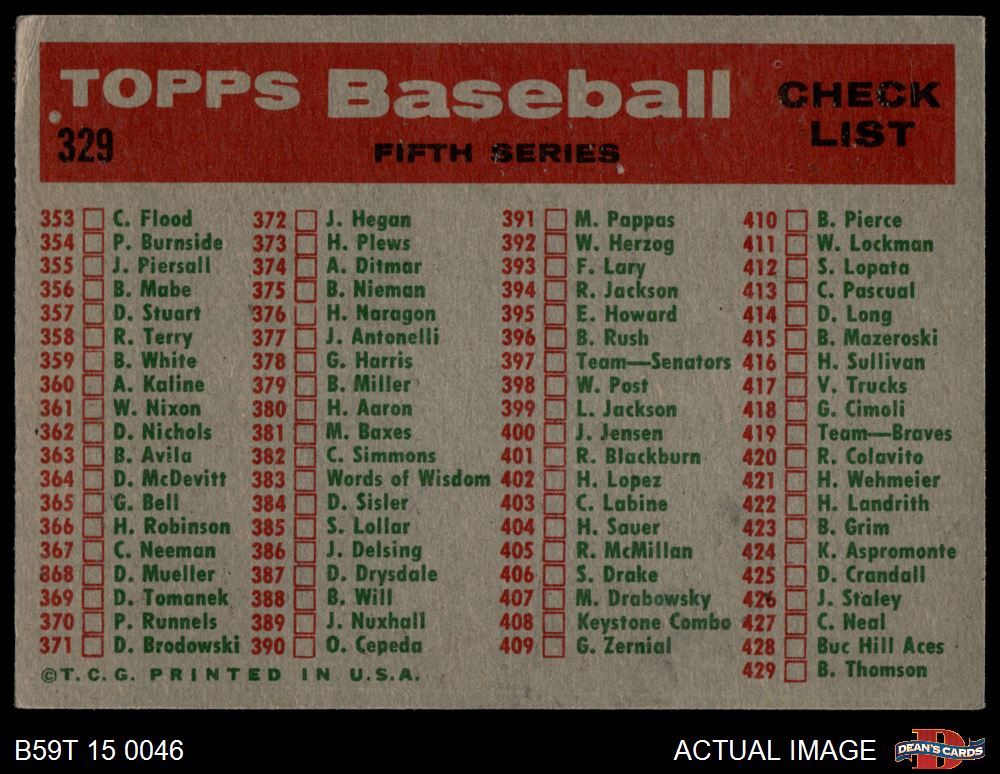 TOPPS Baseball CHECK LIST
329 FIFTH SERIES
353 C. Flood
354 P. Burnside
355 J. Piersall
356 B. Mabe
357 D. Stuart
358 R. Terry
359 B. White
360 A. Kaline
361 W. Nixon
362 D. Nichols
363 B. Avila
364 D. McDevitt
365 G. Bell
366 H. Robinson
367 C. Neeman
868 D. Mueller
369 D. Tomanek
370 P. Runnels
371 D. Brodowski
372 J. Hegan
373 H. Plews
374 A. Ditmar
375 B. Nieman
376 H. Naragon
377 J. Antonelli
378 G. Harris
379 B. Miller
380 H. Aaron
381 M. Baxes
382 C. Simmons
383 Words of Wisdom
384 D. Sisler
385 S. Lollar
386 J. Delsing
387 D. Drysdale
388 B. Will
389 J. Nuxhall
390 O. Cepeda
391 M. Pappas
392 W. Herzog
393 F. Lary
394 R. Jackson
395 E. Howard
396 B. Rush
397 Team—Senators
398 W. Post
399 L. Jackson
400 J. Jensen
401 R. Blackburn
402 H. Lopez
403 C. Labine
404 H. Sauer
405 R. McMillan
406 S. Drake
407 M. Drabowsky
408 Keystone Combo
409 G. Zernial
410 B. Pierce
411 W. Lockman
412 S. Lopata
413 C. Pascual
414 D. Long
415 B. Mazeroski
416 H. Sullivan
417 V. Trucks
418 G. Cimoli
419 Team—Braves
420 R. Colavito
421 H. Wehmeier
422 H. Landrith
423 B. Grim
424 K. Aspromonte
425 D. Crandall
426 J. Staley
427 C. Neal
428 Buc Hill Aces
429 B. Thomson
©T.C.G. PRINTED IN U.S.A.
B59T 15 0046
ACTUAL IMAGE
DEAN'S CARDS